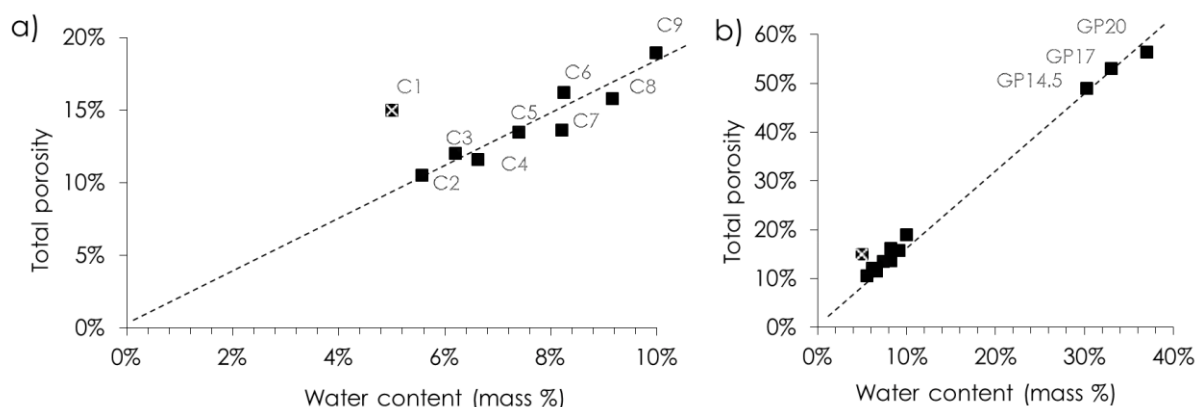 a)
Total porosity
20%
15%
10%
5%
0%
C1
C2
C3
C4
C5
C6
C7
C8
C9
0%
2%
4%
6%
8%
10%
Water content (mass %)
b)
Total porosity
60%
50%
40%
30%
20%
10%
0%
GP20
GP17
GP14.5
0%
10%
20%
30%
40%
Water content (mass %)